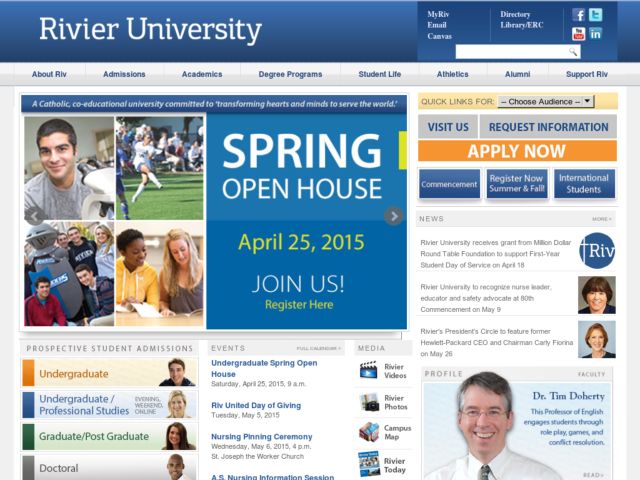 Rivier University
MyRiv
Email
Canvas
Directory
Library/ERC
About Riv
Admissions
Academics
Degree Programs
Student Life
Athletics
Alumni
Support Riv
A Catholic, co-educational university committed to 'transforming hearts and minds to serve the world.'
SPRING
OPEN HOUSE
April 25, 2015
JOIN US!
Register Here
QUICK LINKS FOR:
-- Choose Audience --
VISIT US
REQUEST INFORMATION
APPLY NOW
Commencement
Register Now
Summer & Fall!
International
Students
NEWS
MORE >
Rivier University receives grant from Million Dollar
Round Table Foundation to support First-Year
Student Day of Service on April 18
Riv
Rivier University to recognize nurse leader,
educator and safety advocate at 80th
Commencement on May 9
Rivier's President's Circle to feature former
Hewlett-Packard CEO and Chairman Carly Fiorina
on May 26
PROSPECTIVE STUDENT ADMISSIONS
Undergraduate
Undergraduate /
Professional Studies
EVENING,
WEEKEND,
ONLINE
Graduate/Post Graduate
Doctoral
EVENTS
FULL CALENDAR >
Undergraduate Spring Open
House
Saturday, April 25, 2015, 9 a.m.
Riv United Day of Giving
Tuesday, May 5, 2015
Nursing Pinning Ceremony
Wednesday, May 6, 2015, 4 p.m.
St. Joseph the Worker Church
A.S. Nursing Information Session
MEDIA
Rivier
Videos
Rivier
Photos
Campus
Map
Rivier
Today
PROFILE
FACULTY
Dr. Tim Doherty
This Professor of English
engages students through
role play, games, and
conflict resolution.
READ>